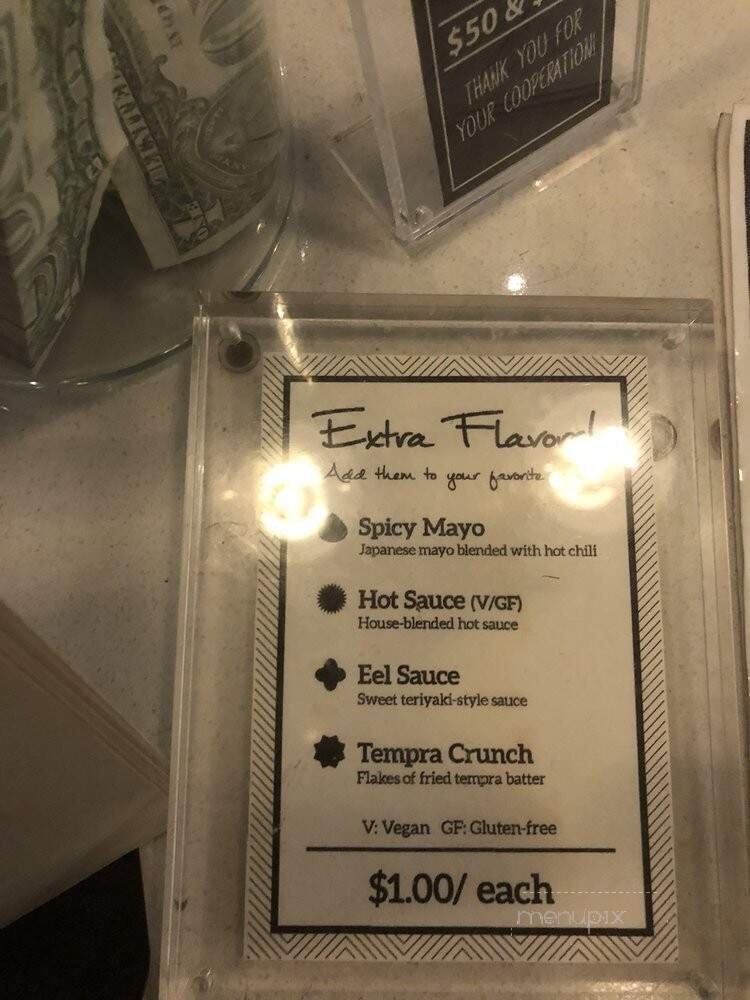 $50 &
THANK YOU FOR
YOUR COOPERATION!
Extra Flavors!
Add them to your favorite
Spicy Mayo
Japanese mayo blended with hot chili
Hot Sauce (V/GF)
House-blended hot sauce
Eel Sauce
Sweet teriyaki-style sauce
Tempra Crunch
Flakes of fried tempra batter
V: Vegan GF: Gluten-free
$1.00/ each
menupix